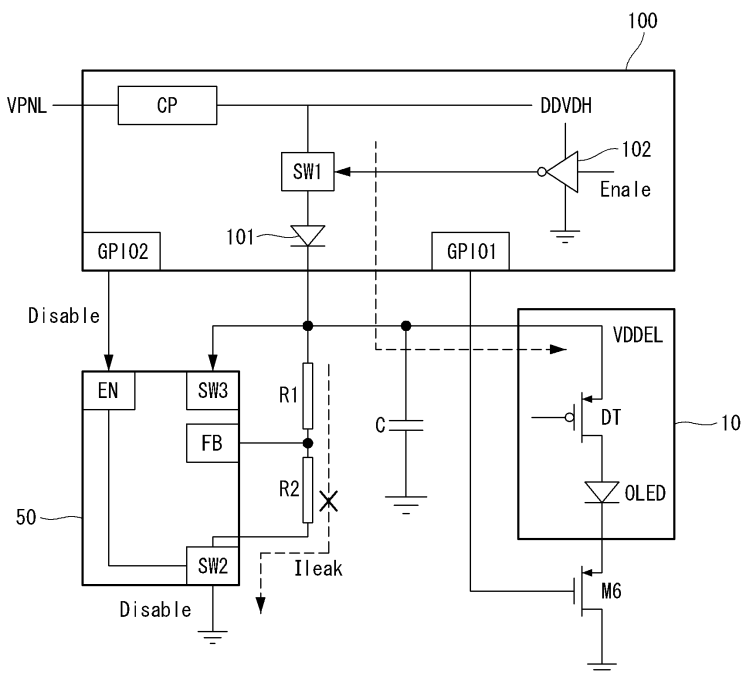 100
VPNL
CP
DDVDH
SW1
102
Enale
101
GPIO2
GPIO1
Disable
VDDEL
EN
SW3
R1
FB
C
DT
10
R2
OLED
50
SW2
Ileak
M6
Disable